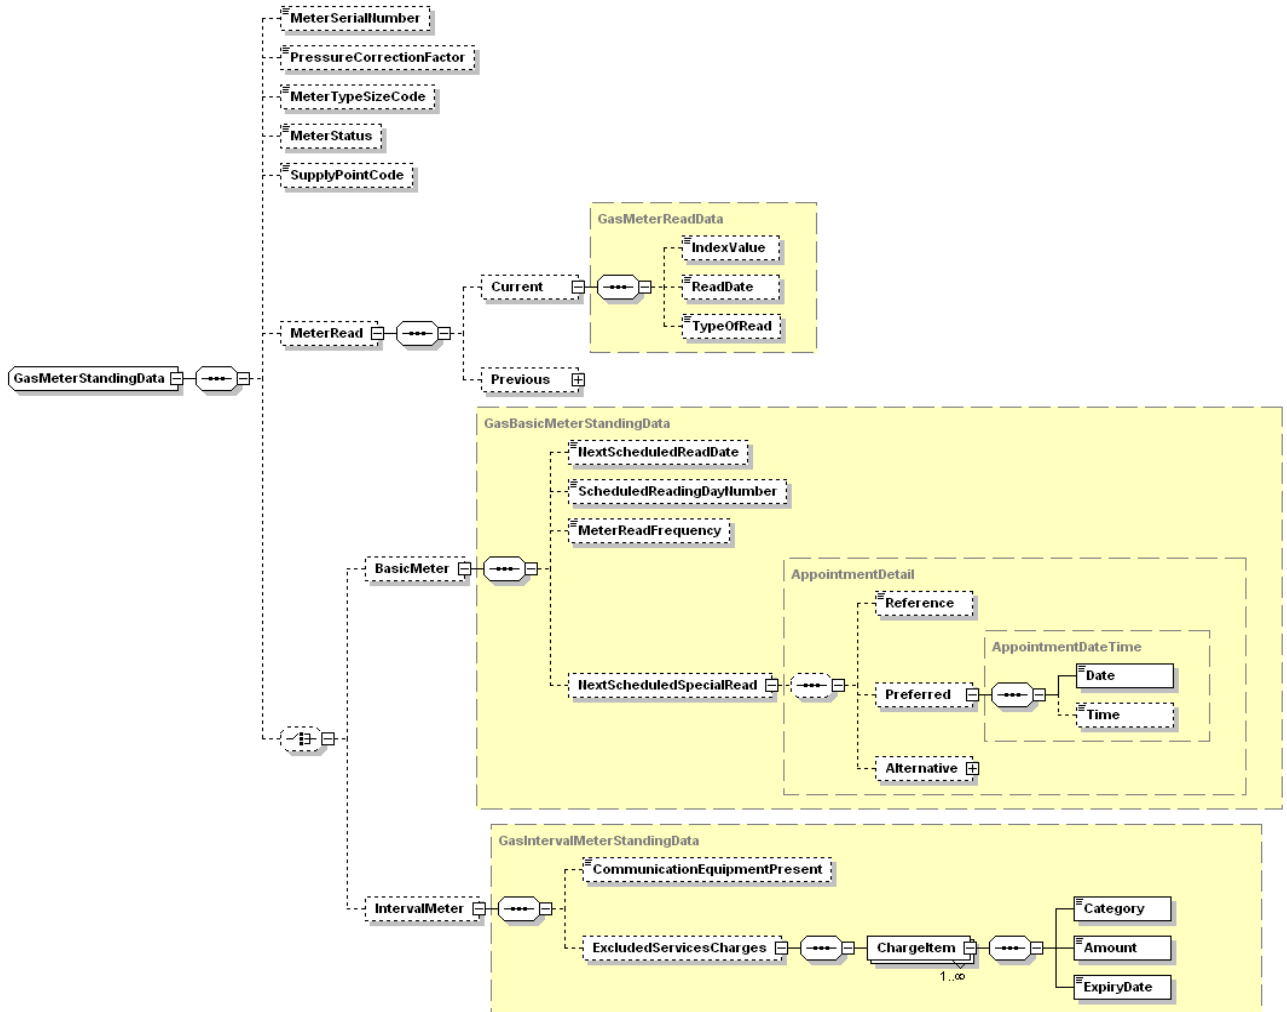 MeterSerialNumber
PressureCorrectionFactor
MeterTypeSizeCode
MeterStatus
SupplyPointCode
GasMeterReadData
IndexValue
Current
ReadDate
TypeOfRead
MeterRead
Previous
GasMeterStandingData
GasBasicMeterStandingData
NextScheduledReadDate
ScheduledReadingDayNumber
MeterReadFrequency
BasicMeter
AppointmentDetail
Reference
AppointmentDateTime
Date
NextScheduledSpecialRead
Preferred
Time
Alternative
GasIntervalMeterStandingData
CommunicationEquipmentPresent
IntervalMeter
Category
ExcludedServicesCharges
ChargeItem
Amount
1..∞
ExpiryDate